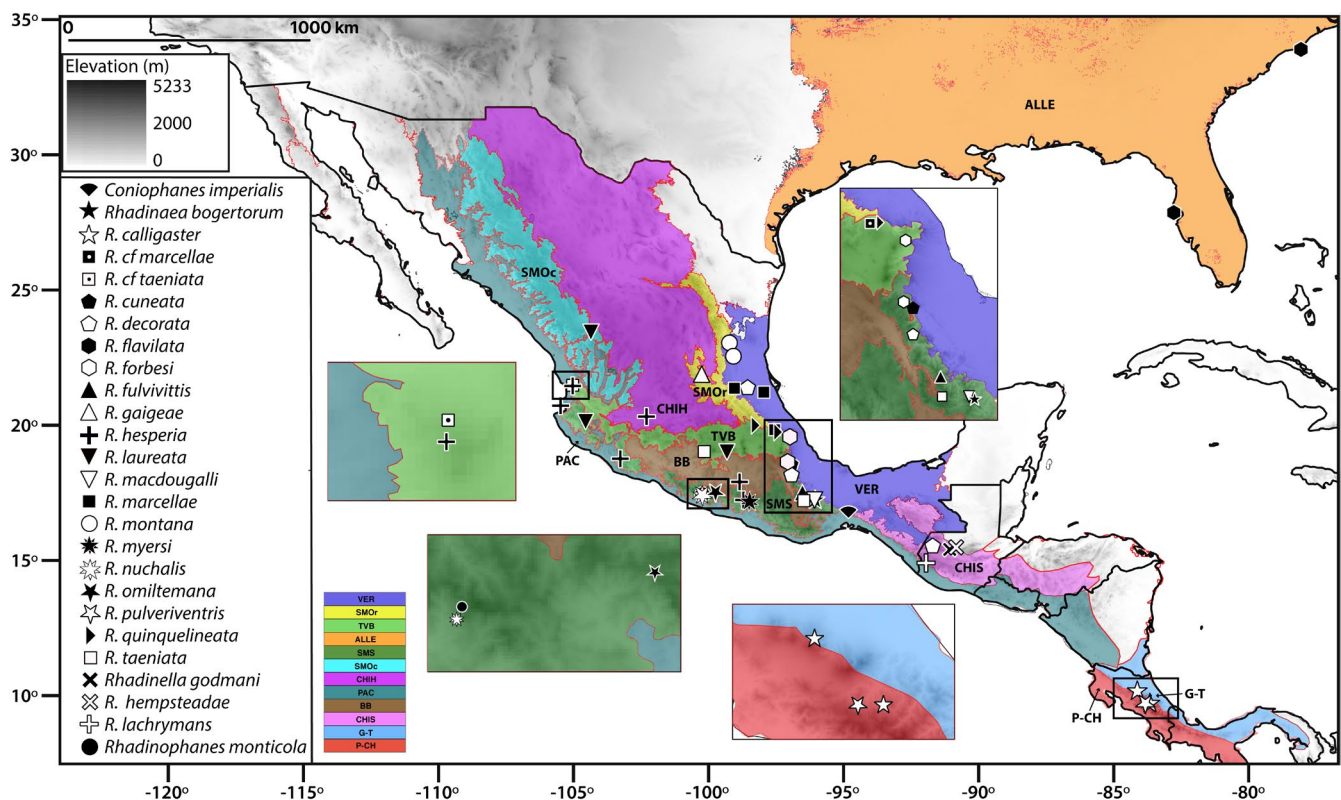 35°
30°
25°
20°
15°
10°
0 1000 km
Elevation (m)
5233
2000
0
Coniophanes imperialis
Rhadinaea bogertorum
R. calligaster
R. cf marcellae
R. cf taeniata
R. cuneata
R. decorata
R. flavilata
R. forbesi
R. fulvivittis
R. gaigeae
R. hesperia
R. laureata
R. macdougalli
R. marcellae
R. montana
R. myersi
R. nuchalis
R. omiltemana
R. pulveriventris
R. quinquelineata
R. taeniata
Rhadinella godmani
R. hempsteadae
R. lachrymans
Rhadinophanes monticola
ALLE
SMOc
SMOr
CHIH
TVB
PAC
BB
VER
SMS
CHIS
G-T
P-CH
VER
SMOr
TVB
ALLE
SMS
SMOc
CHIH
PAC
BB
CHIS
G-T
P-CH
-120° -115° -110° -105° -100° -95° -90° -85° -80°